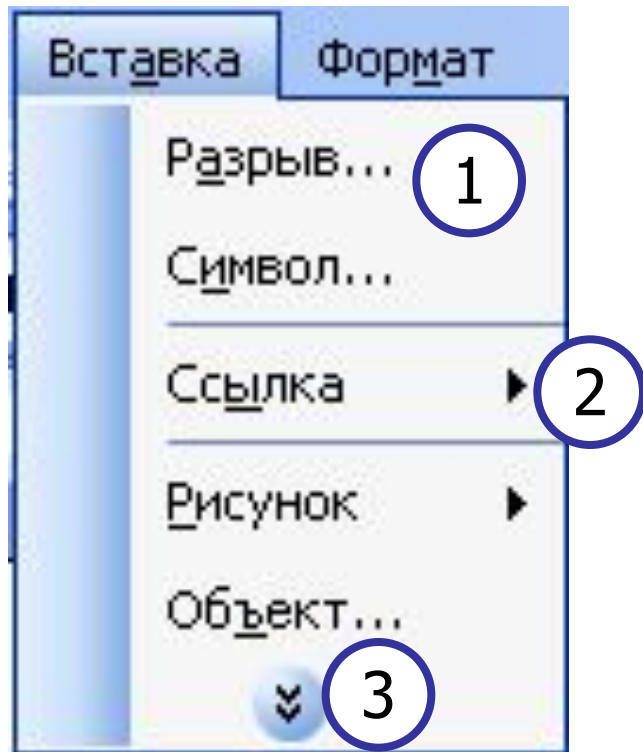 Вставка Формат
Разрыв... 1
Символ...
Ссылка 2
Рисунок
Объект...
3